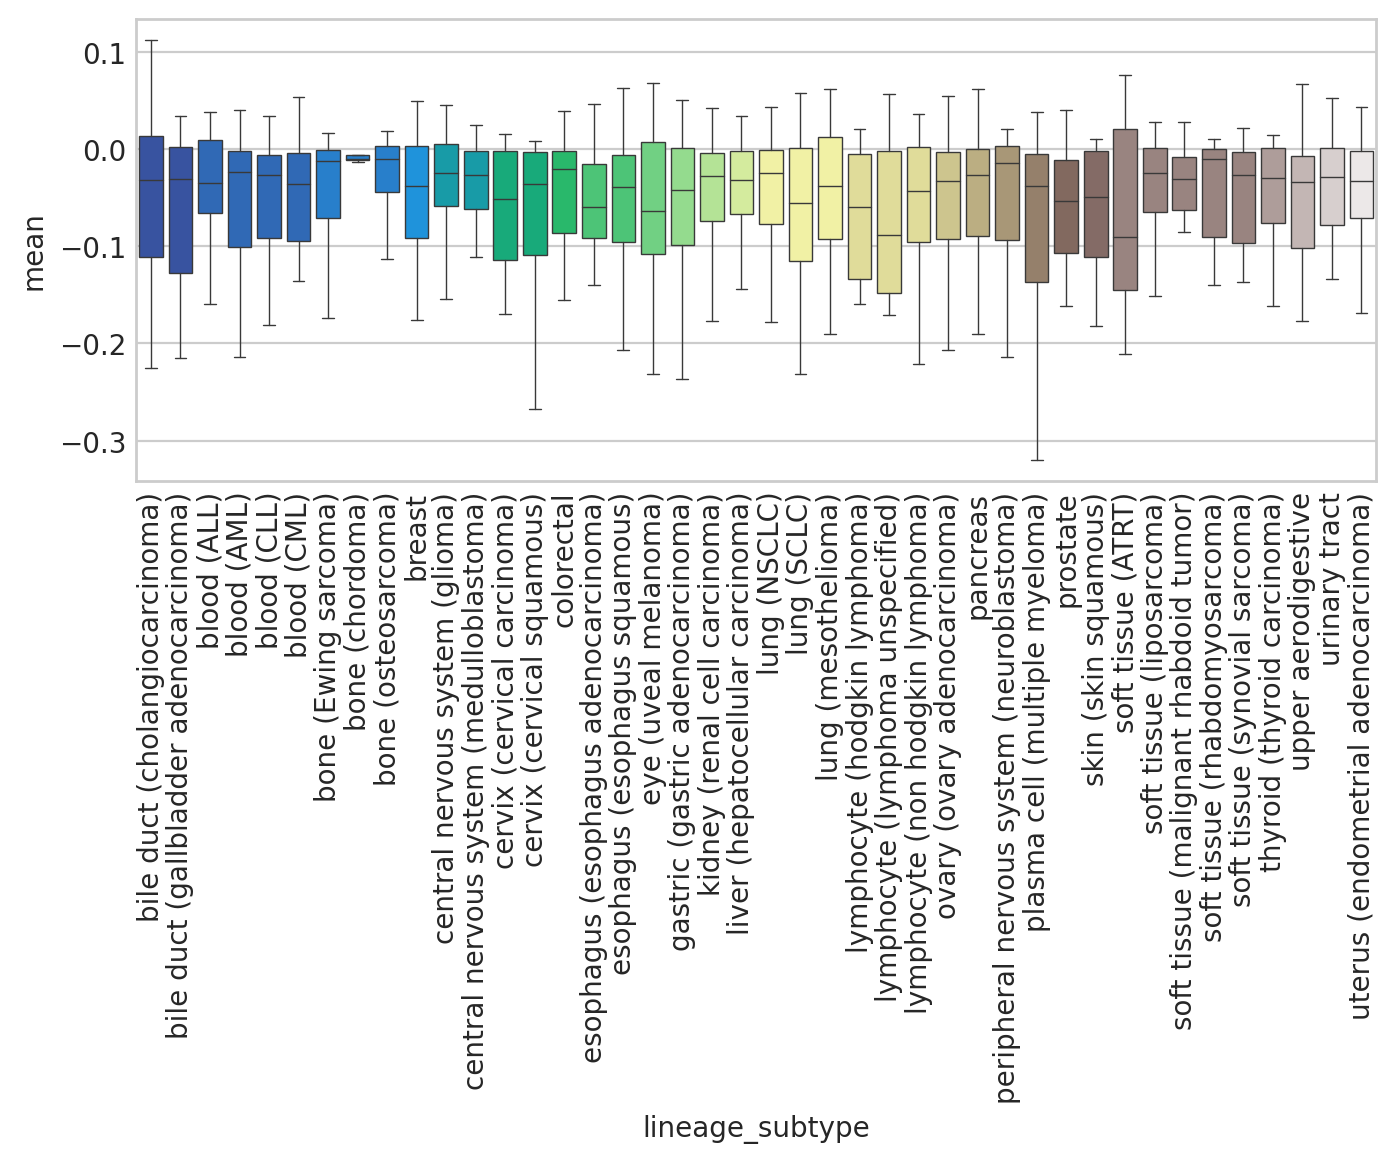 0.1
0.0
−0.1
−0.2
−0.3
mean
bile duct (cholangiocarcinoma)
bile duct (gallbladder adenocarcinoma)
blood (ALL)
blood (AML)
blood (CLL)
blood (CML)
bone (Ewing sarcoma)
bone (chordoma)
bone (osteosarcoma)
breast
central nervous system (glioma)
central nervous system (medulloblastoma)
cervix (cervical carcinoma)
cervix (cervical squamous)
colorectal
esophagus (esophagus adenocarcinoma)
esophagus (esophagus squamous
eye (uveal melanoma)
gastric (gastric adenocarcinoma)
kidney (renal cell carcinoma)
liver (hepatocellular carcinoma)
lung (NSCLC)
lung (SCLC)
lung (mesothelioma)
lymphocyte (hodgkin lymphoma)
lymphocyte (lymphoma unspecified)
lymphocyte (non hodgkin lymphoma)
ovary (ovary adenocarcinoma)
pancreas
peripheral nervous system (neuroblastoma)
plasma cell (multiple myeloma)
prostate
skin (skin squamous)
soft tissue (ATRT)
soft tissue (liposarcoma)
soft tissue (malignant rhabdoid tumor)
soft tissue (rhabdomyosarcoma)
soft tissue (synovial sarcoma)
thyroid (thyroid carcinoma)
upper aerodigestive
urinary tract
uterus (endometrial adenocarcinoma)
lineage_subtype